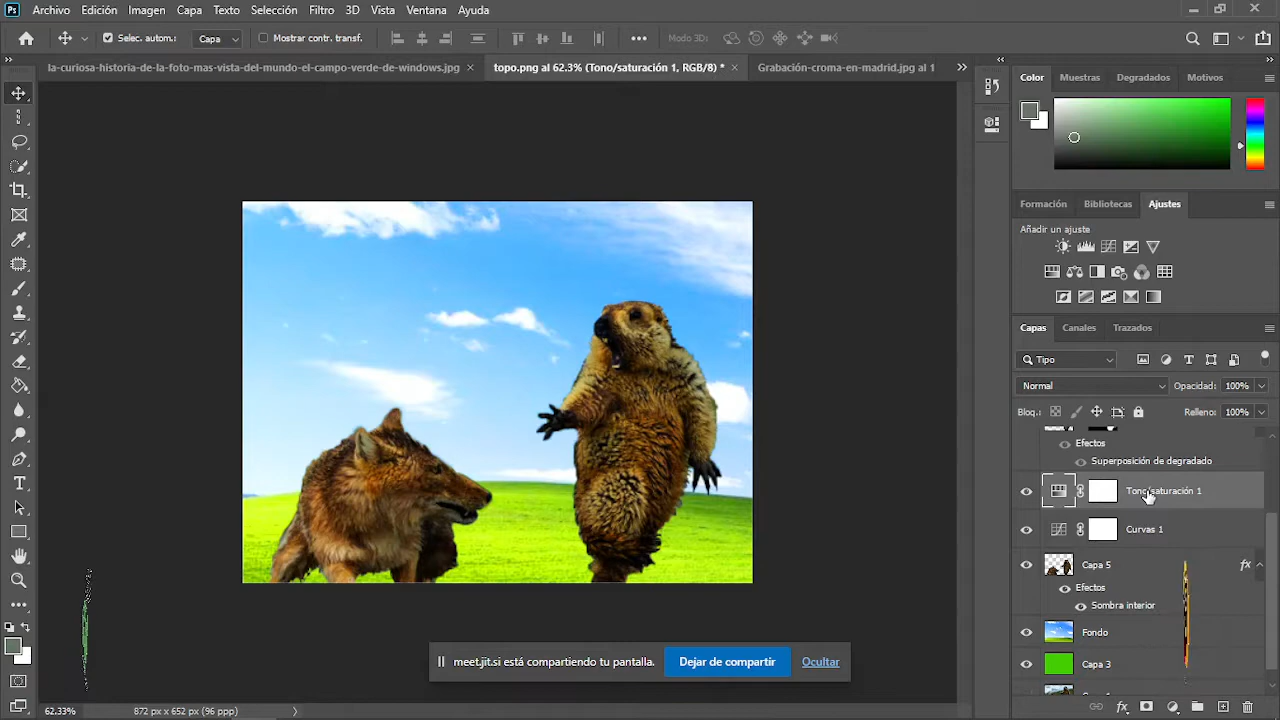 Ps Archivo Edición Imagen Capa Texto Selección Filtro 3D Vista Ventana Ayuda
Selec. autom.: Capa Mostrar contr. transf. ••• Modo 3D:
la-curiosa-historia-de-la-foto-mas-vista-del-mundo-el-campo-verde-de-windows.jpg × topo.png al 62.3% (Tono/saturación 1, RGB/8) * × Grabación-croma-en-madrid.jpg al 1
Color Muestras Degradados Motivos
Formación Bibliotecas Ajustes
Añadir un ajuste
Capas Canales Trazados
Tipo
Normal Opacidad: 100%
Bloq.: Relleno: 100%
Efectos
Superposición de degradado
Tono/saturación 1
Curvas 1
Capa 5 fx
Efectos
Sombra interior
Fondo
Capa 3
meet.jit.si está compartiendo tu pantalla. Dejar de compartir Ocultar
62.33% 872 px x 652 px (96 ppp)